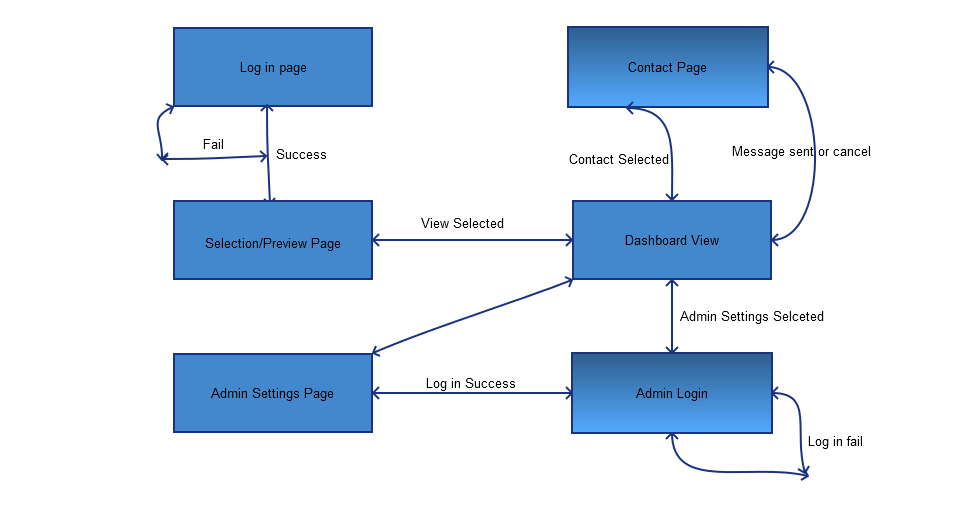 Log in page
Contact Page
Fail
Success
Contact Selected
Message sent or cancel
Selection/Preview Page
View Selected
Dashboard View
Admin Settings Selceted
Admin Settings Page
Log in Success
Admin Login
Log in fail